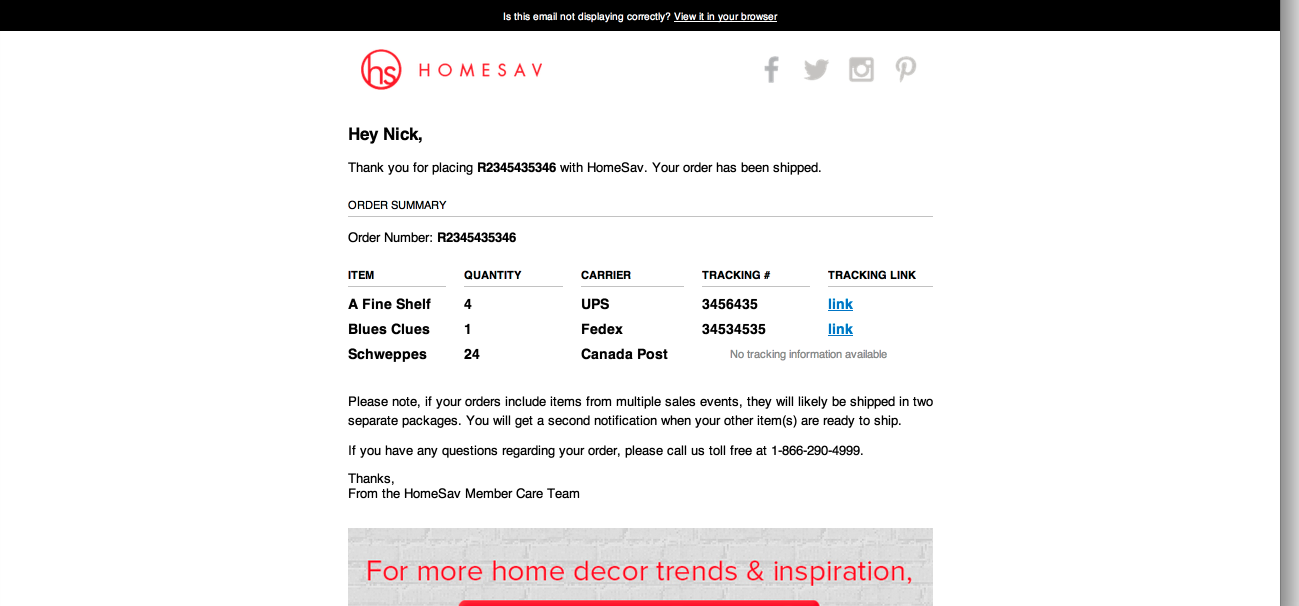 Is this email not displaying correctly? View it in your browser
hs HOMESAV
Hey Nick,
Thank you for placing R2345435346 with HomeSav. Your order has been shipped.
ORDER SUMMARY
Order Number: R2345435346
ITEM QUANTITY CARRIER TRACKING # TRACKING LINK
A Fine Shelf 4 UPS 3456435 link
Blues Clues 1 Fedex 34534535 link
Schweppes 24 Canada Post No tracking information available
Please note, if your orders include items from multiple sales events, they will likely be shipped in two
separate packages. You will get a second notification when your other item(s) are ready to ship.
If you have any questions regarding your order, please call us toll free at 1-866-290-4999.
Thanks,
From the HomeSav Member Care Team
For more home decor trends & inspiration,